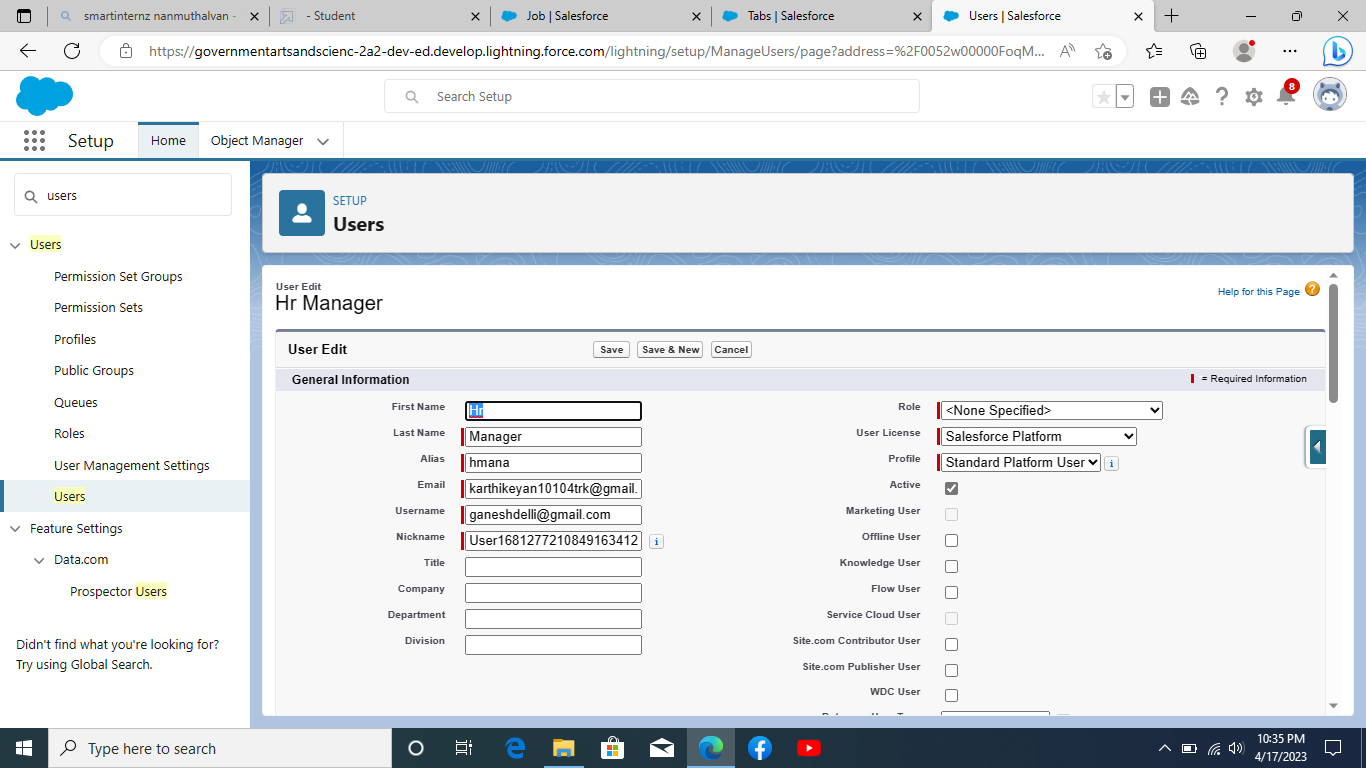 smartinternz nanmuthalvan -
- Student
Job | Salesforce
Tabs | Salesforce
Users | Salesforce
https://governmentartsandscienc-2a2-dev-ed.develop.lightning.force.com/lightning/setup/ManageUsers/page?address=%2F0052w00000FoqM...
Search Setup
8
Setup
Home
Object Manager
users
Users
Permission Set Groups
Permission Sets
Profiles
Public Groups
Queues
Roles
User Management Settings
Users
Feature Settings
Data.com
Prospector Users
Didn't find what you're looking for?
Try using Global Search.
SETUP
Users
User Edit
Hr Manager
Help for this Page ?
User Edit
Save
Save & New
Cancel
General Information
= Required Information
First Name Hr
Last Name Manager
Alias hmana
Email karthikeyan10104trk@gmail.
Username ganeshdelli@gmail.com
Nickname User1681277210849163412 i
Title
Company
Department
Division
Role <None Specified>
User License Salesforce Platform
Profile Standard Platform User i
Active
Marketing User
Offline User
Knowledge User
Flow User
Service Cloud User
Site.com Contributor User
Site.com Publisher User
WDC User
Type here to search
10:35 PM
4/17/2023